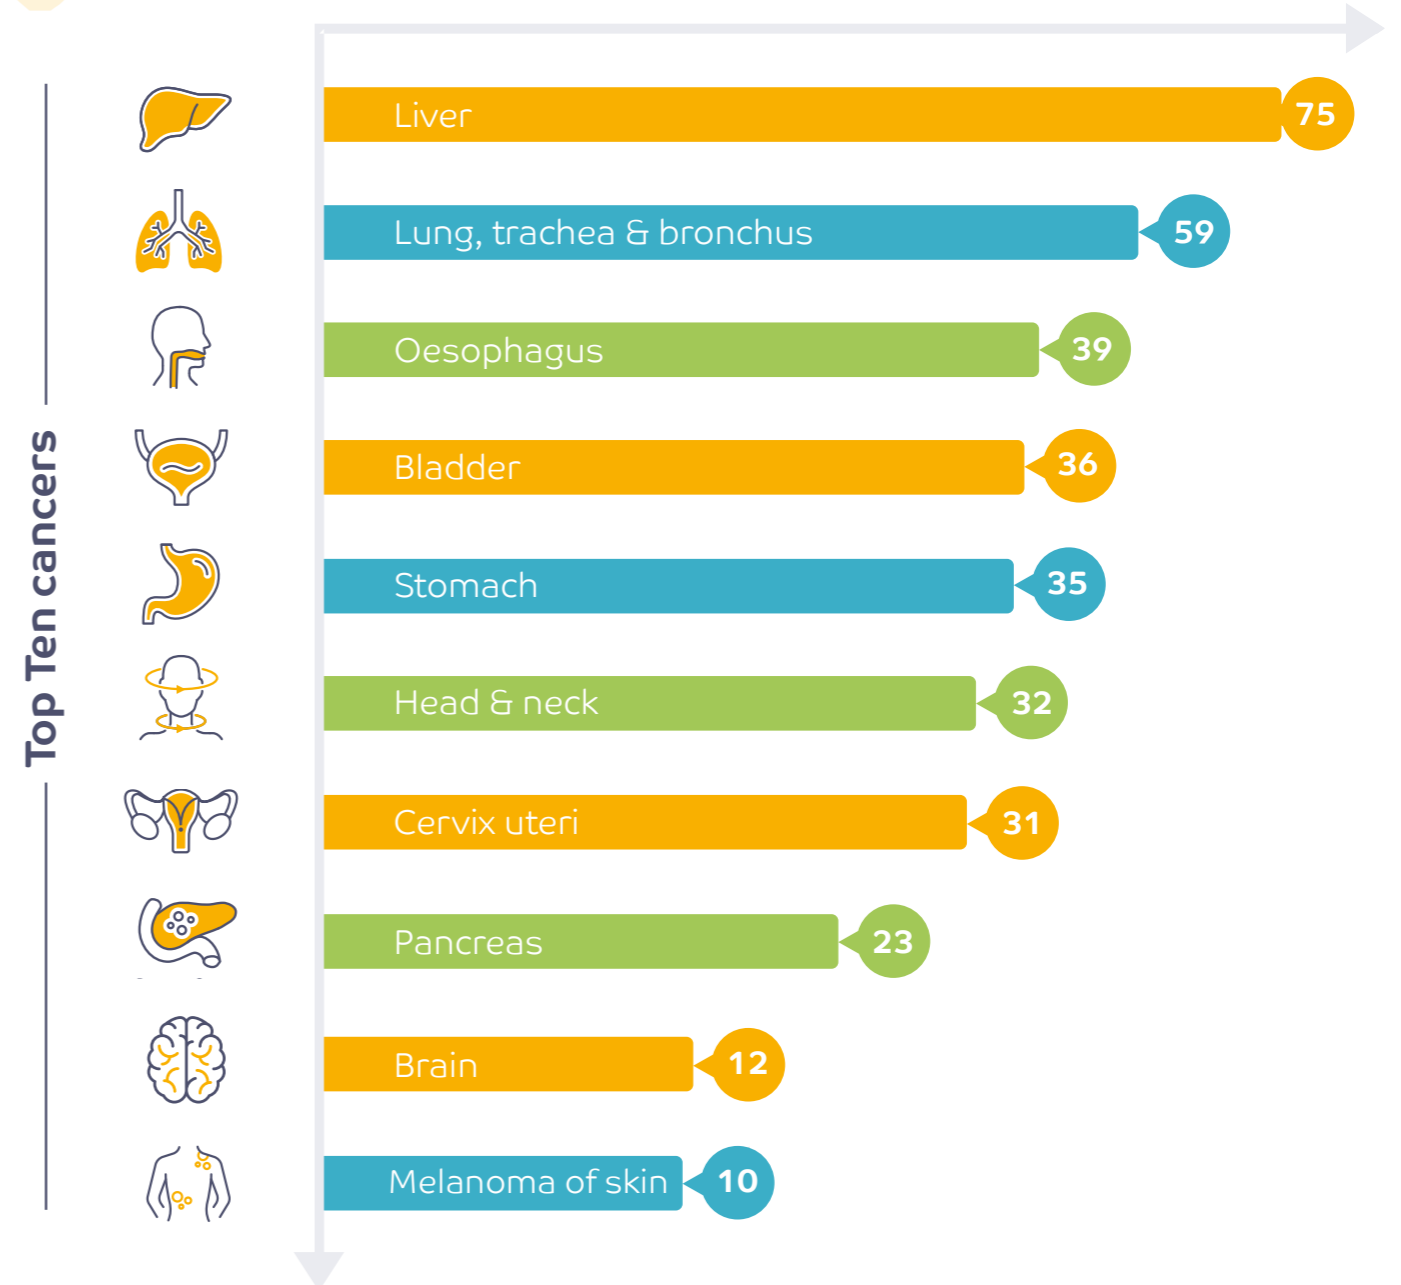 Top Ten cancers
Liver 75
Lung, trachea & bronchus 59
Oesophagus 39
Bladder 36
Stomach 35
Head & neck 32
Cervix uteri 31
Pancreas 23
Brain 12
Melanoma of skin 10